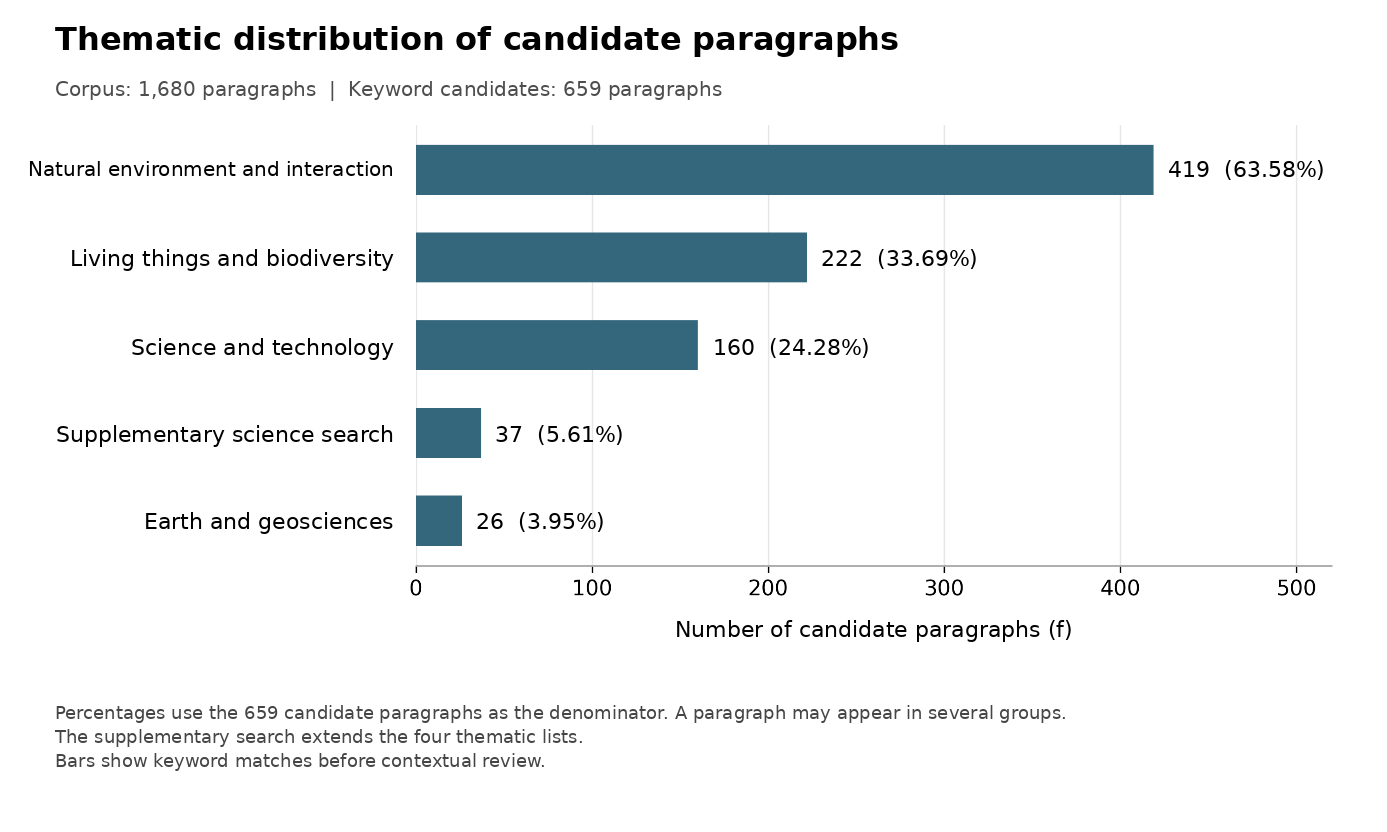 Thematic distribution of candidate paragraphs
Corpus: 1,680 paragraphs | Keyword candidates: 659 paragraphs
Natural environment and interaction 419 (63.58%)
Living things and biodiversity 222 (33.69%)
Science and technology 160 (24.28%)
Supplementary science search 37 (5.61%)
Earth and geosciences 26 (3.95%)
0 100 200 300 400 500
Number of candidate paragraphs (f)
Percentages use the 659 candidate paragraphs as the denominator. A paragraph may appear in several groups.
The supplementary search extends the four thematic lists.
Bars show keyword matches before contextual review.